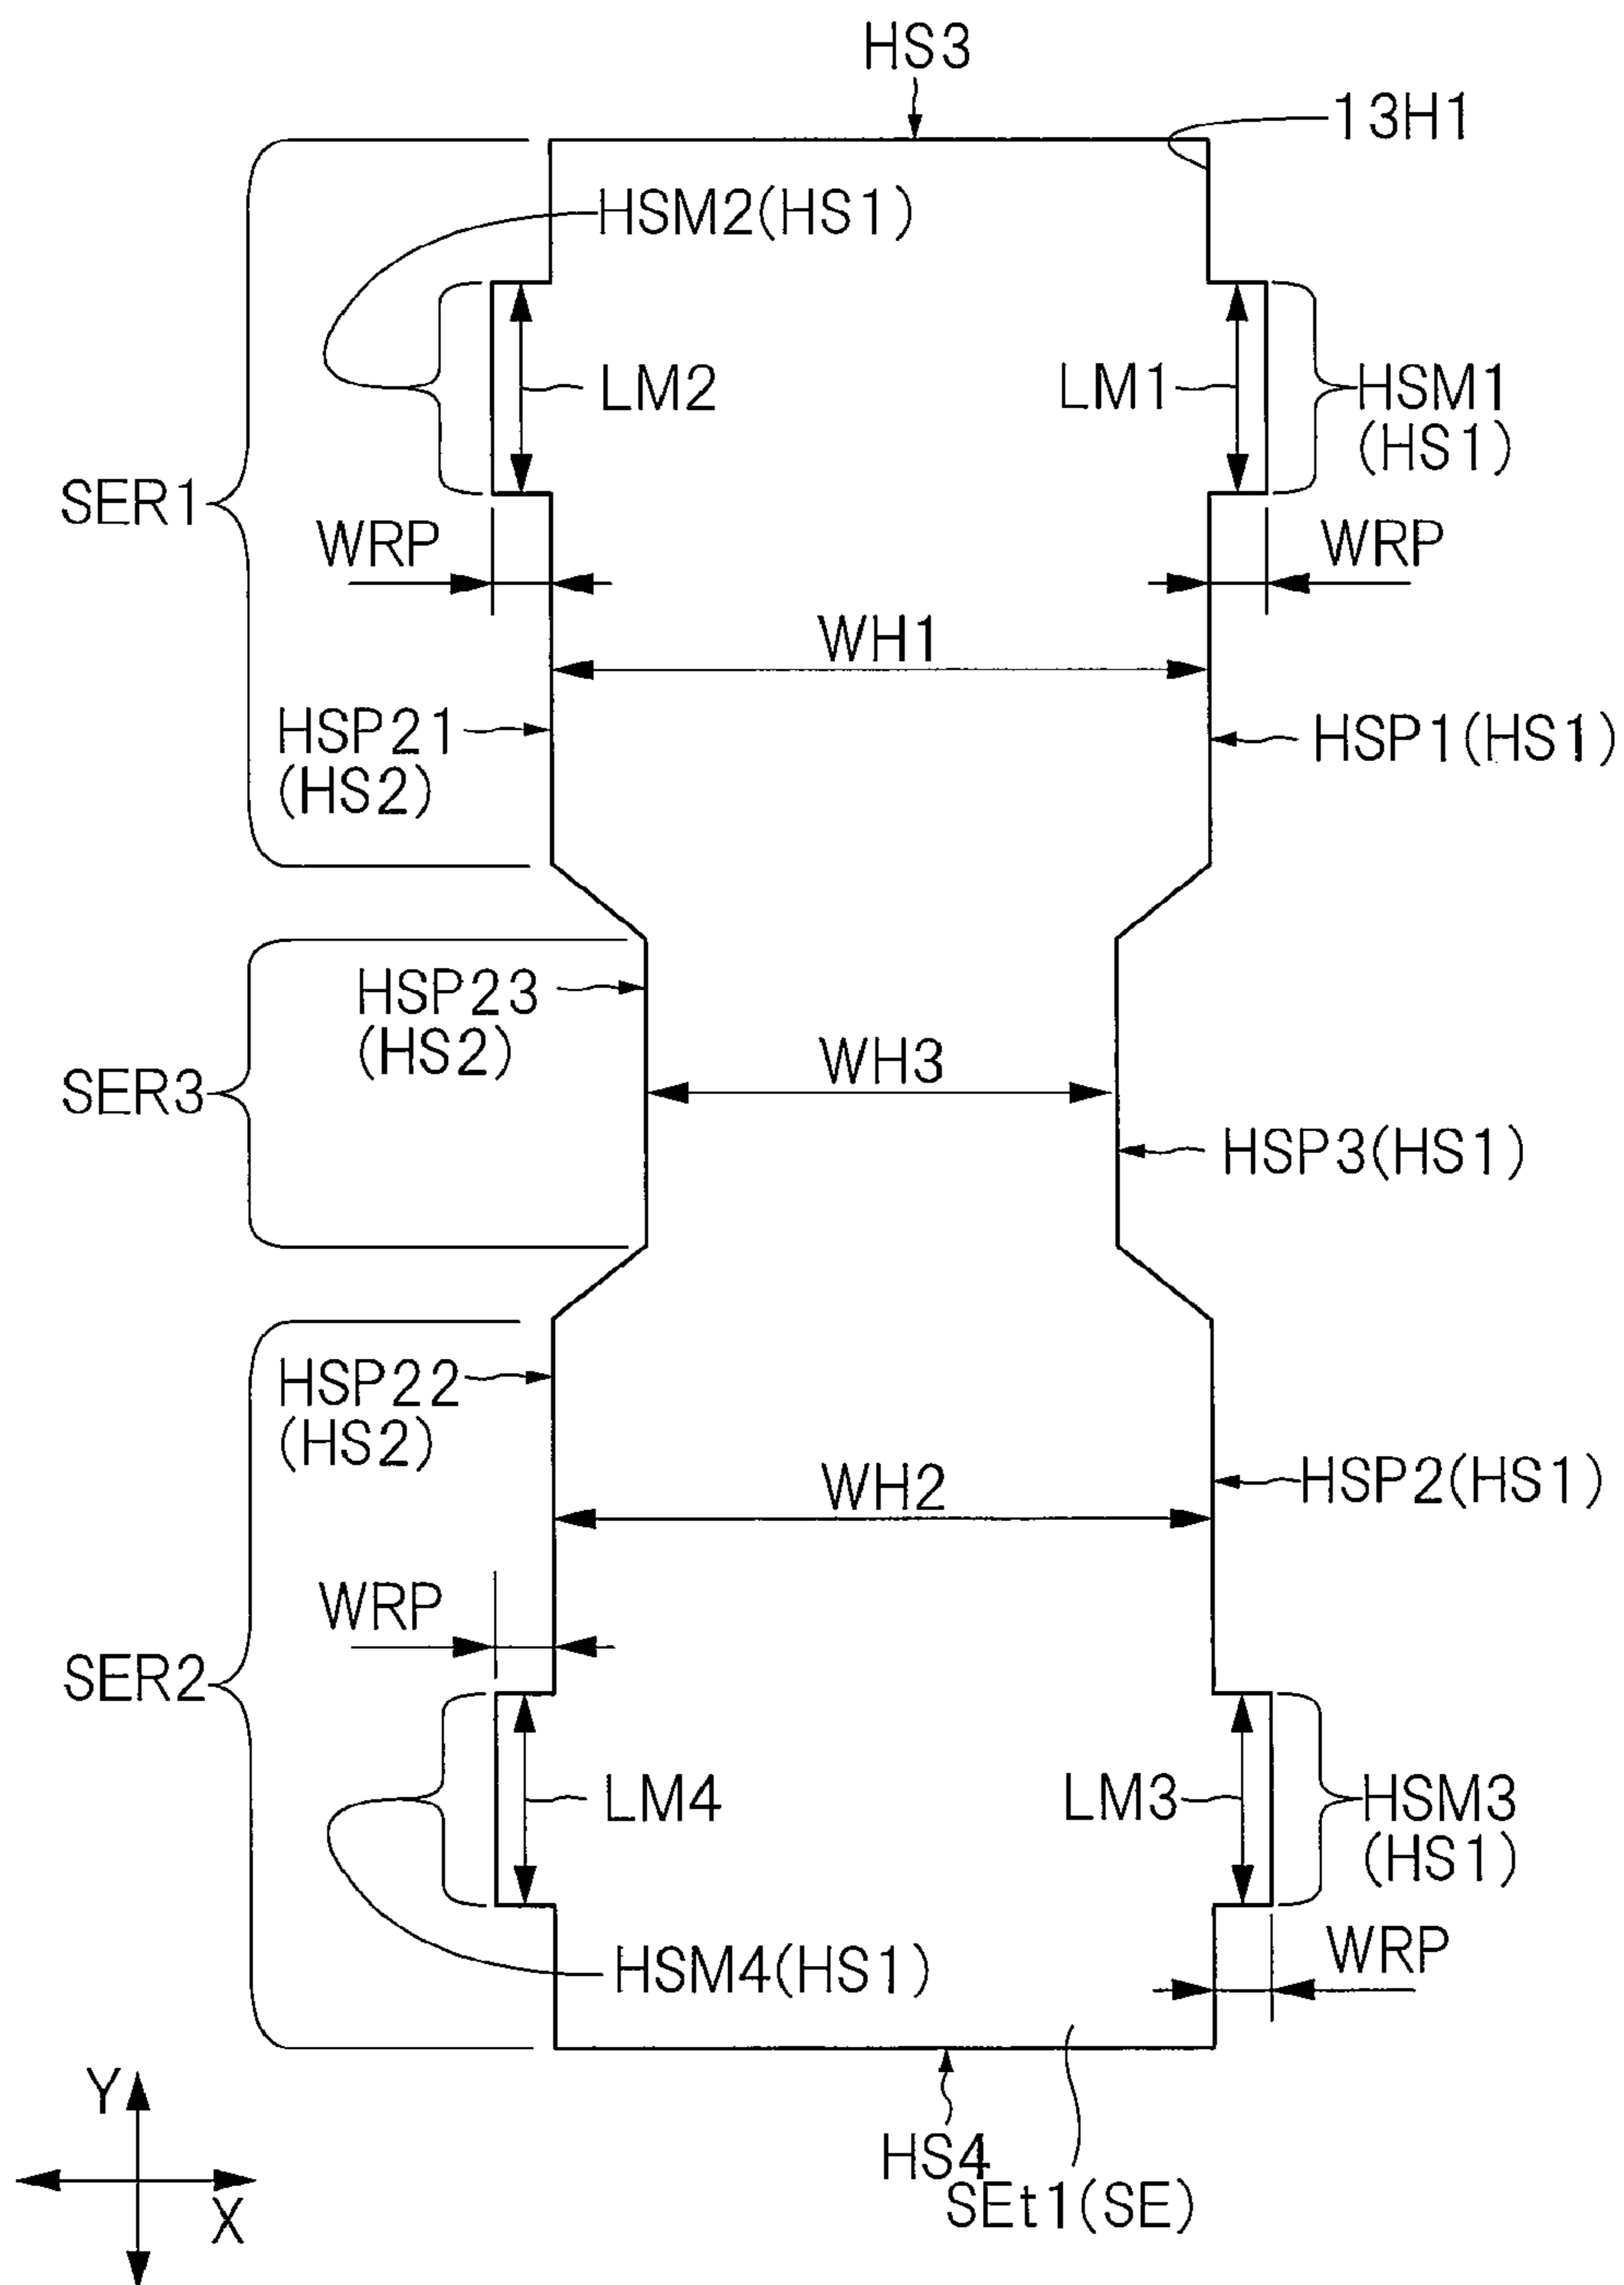 HS3
13H1
HSM2(HS1)
LM2
LM1
HSM1
(HS1)
SER1
WRP
WRP
WH1
HSP21
(HS2)
HSP1(HS1)
HSP23
(HS2)
WH3
SER3
HSP3(HS1)
HSP22
(HS2)
WH2
HSP2(HS1)
WRP
SER2
LM4
LM3
HSM3
(HS1)
HSM4(HS1)
WRP
Y
X
HS4
SEt1(SE)